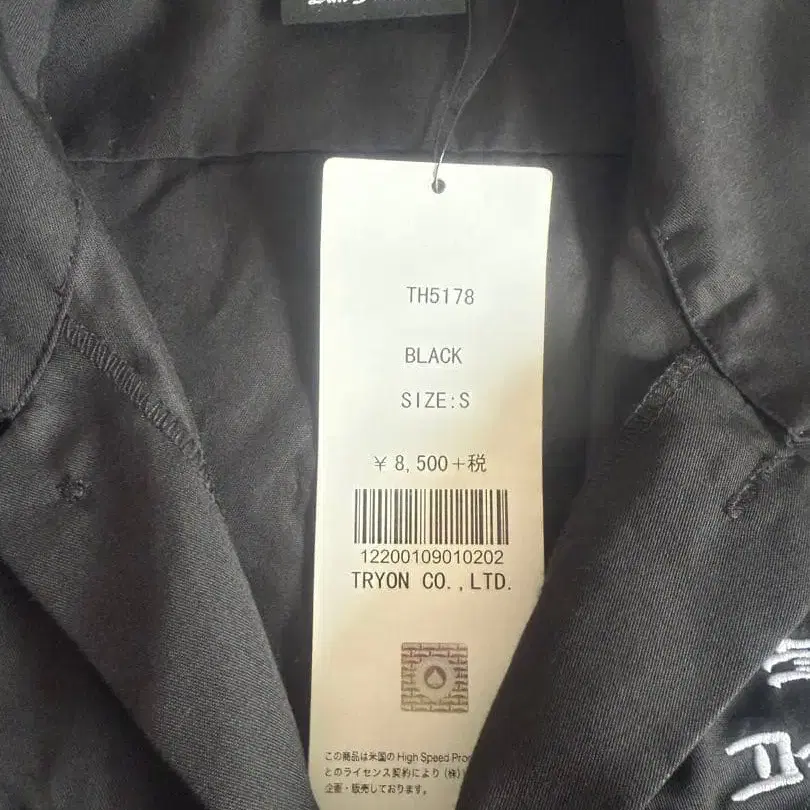 TH5178
BLACK
SIZE:S
¥ 8,500+税
12200109010202
TRYON CO.,LTD.
この商品は米国のHigh Speed Pro
とのライセンス契約により(株)
企画・販売しております。